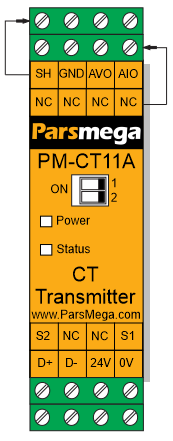 SH GND AVO AIO
NC NC NC NC
Parsmega
PM-CT11A
ON 1
2
Power
Status
CT
Transmitter
www.ParsMega.com
S2 NC NC S1
D+ D- 24V 0V